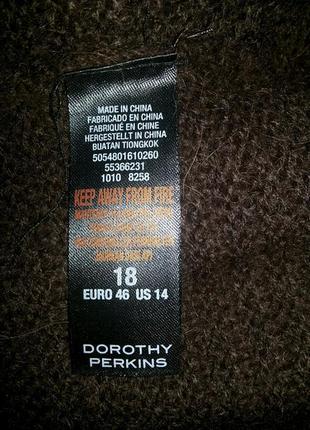 MADE IN CHINA
FABRICADO EN CHINA
FABRIQUÉ EN CHINE
HERGESTELLT IN CHINA
BUATAN TIONGKOK
5054801610260
55366231
1010 8258
KEEP AWAY FROM FIRE
18
EURO 46 US 14
DOROTHY
PERKINS